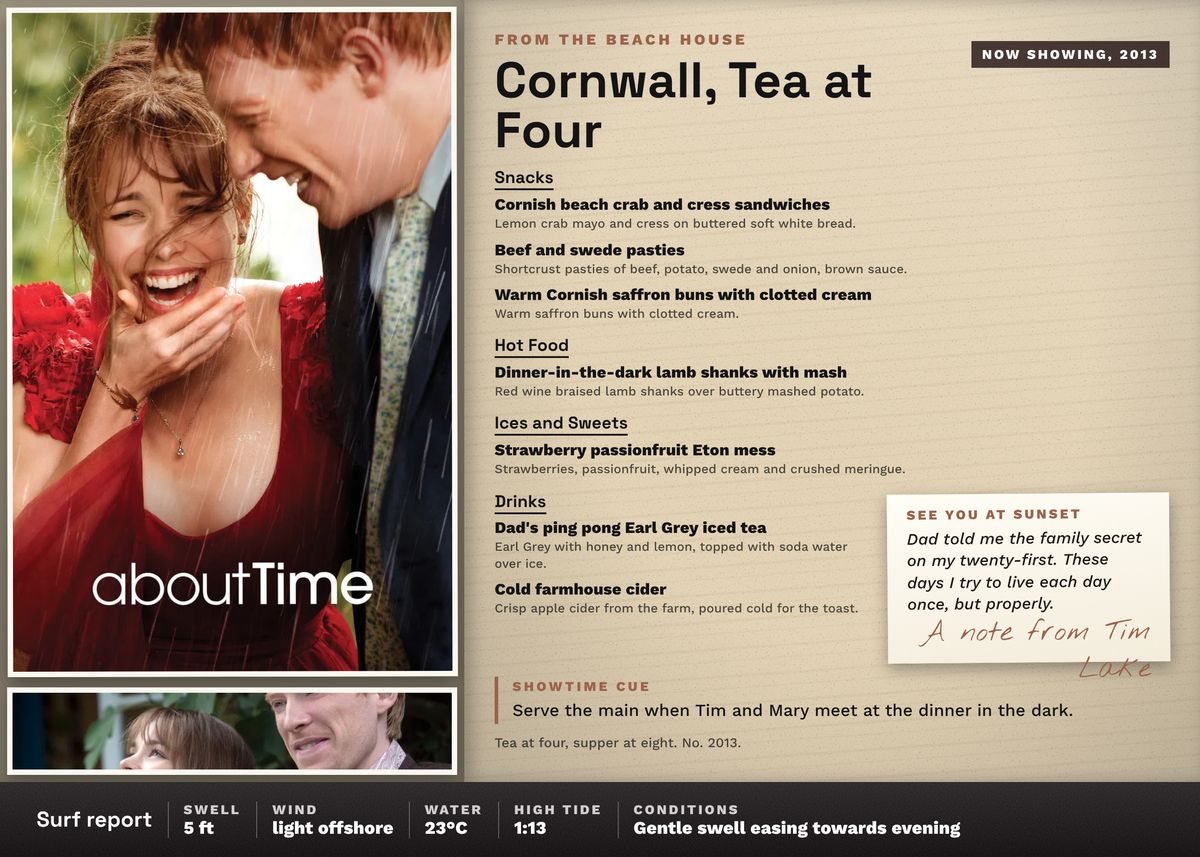 FROM THE BEACH HOUSE
NOW SHOWING, 2013
Cornwall, Tea at
Four
Snacks
Cornish beach crab and cress sandwiches
Lemon crab mayo and cress on buttered soft white bread.
Beef and swede pasties
Shortcrust pasties of beef, potato, swede and onion, brown sauce.
Warm Cornish saffron buns with clotted cream
Warm saffron buns with clotted cream.
Hot Food
Dinner-in-the-dark lamb shanks with mash
Red wine braised lamb shanks over buttery mashed potato.
Ices and Sweets
Strawberry passionfruit Eton mess
Strawberries, passionfruit, whipped cream and crushed meringue.
Drinks
Dad's ping pong Earl Grey iced tea
Earl Grey with honey and lemon, topped with soda water
over ice.
Cold farmhouse cider
Crisp apple cider from the farm, poured cold for the toast.
SEE YOU AT SUNSET
Dad told me the family secret
on my twenty-first. These
days I try to live each day
once, but properly.
A note from Tim
Lake
aboutTime
SHOWTIME CUE
Serve the main when Tim and Mary meet at the dinner in the dark.
Tea at four, supper at eight. No. 2013.
Surf report
SWELL
5 ft
WIND
light offshore
WATER
23°C
HIGH TIDE
1:13
CONDITIONS
Gentle swell easing towards evening